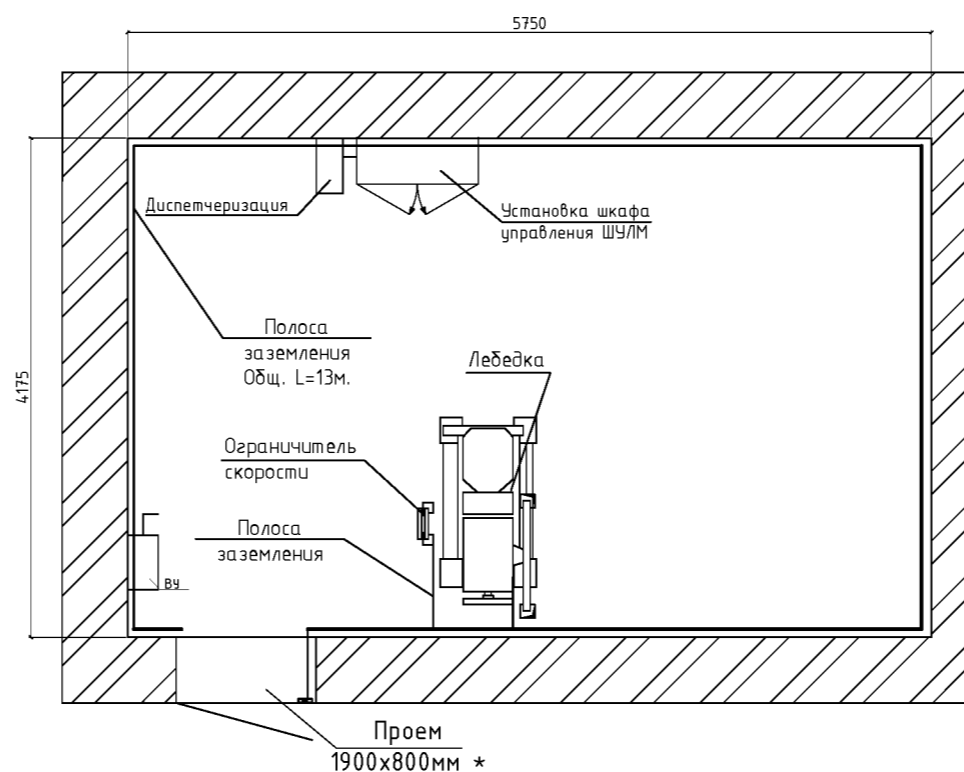 5750
4175
Диспетчеризация
Установка шкафа
управления ШУЛМ
Полоса
заземления
Общ. L=13м.
Лебедка
Ограничитель
скорости
Полоса
заземления
ВУ
Проем
1900х800мм *